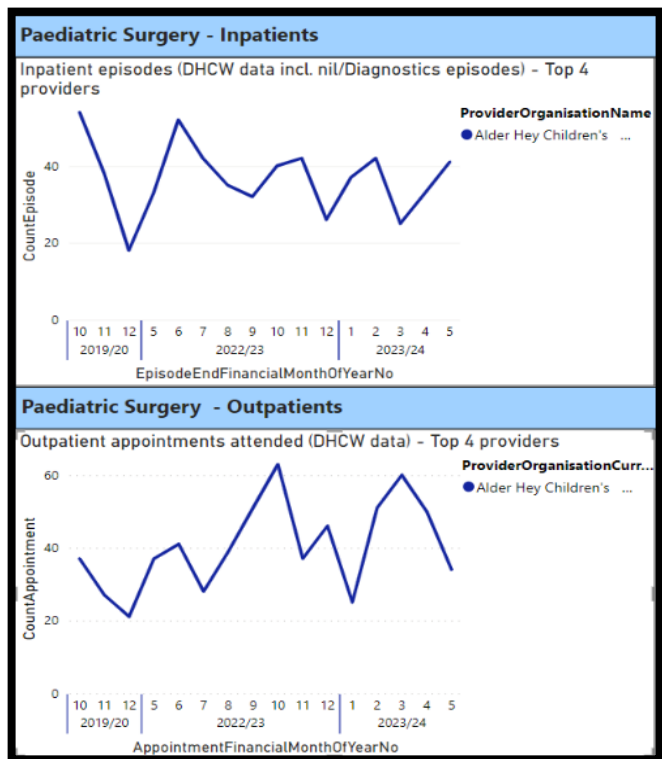 Paediatric Surgery - Inpatients
Inpatient episodes (DHCW data incl. nil/Diagnostics episodes) - Top 4
providers
ProviderOrganisationName
Alder Hey Children's ...
CountEpisode
40
20
0
10 11 12 5 6 7 8 9 10 11 12 1 2 3 4 5
2019/20 2022/23 2023/24
EpisodeEndFinancialMonthOfYearNo
Paediatric Surgery - Outpatients
Outpatient appointments attended (DHCW data) - Top 4 providers
ProviderOrganisationCurr...
Alder Hey Children's ...
CountAppointment
60
40
20
0
10 11 12 5 6 7 8 9 10 11 12 1 2 3 4 5
2019/20 2022/23 2023/24
AppointmentFinancialMonthOfYearNo